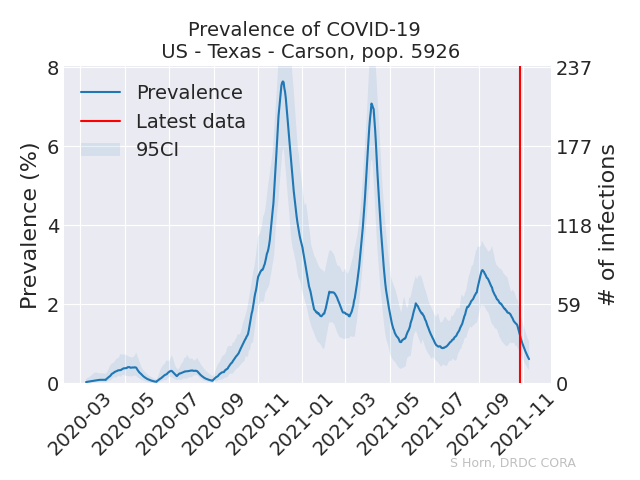 Prevalence of COVID-19
US - Texas - Carson, pop. 5926
Prevalence (%)
8
6
4
2
0
Prevalence
Latest data
95CI
237
177
118
59
0
# of infections
2020-03
2020-05
2020-07
2020-09
2020-11
2021-01
2021-03
2021-05
2021-07
2021-09
2021-11
S Horn, DRDC CORA